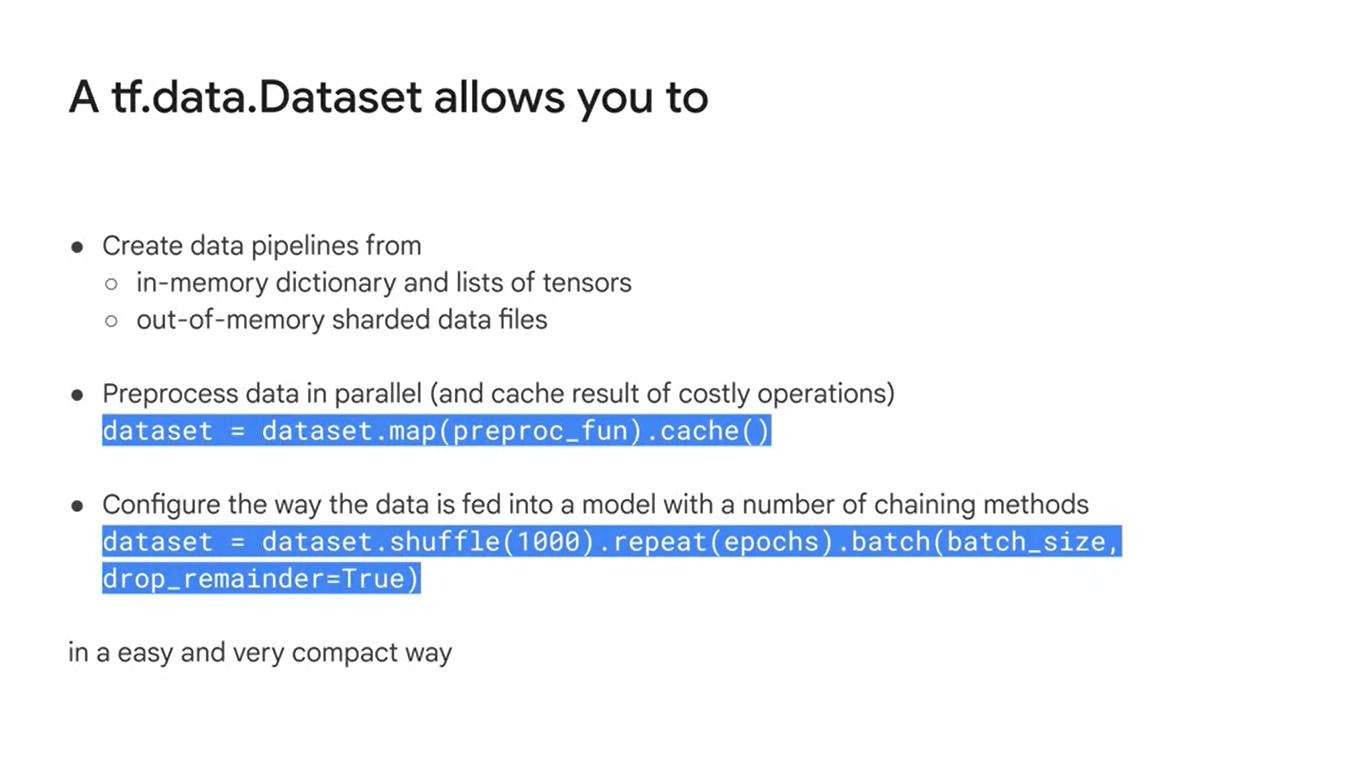 A tf.data.Dataset allows you to
● Create data pipelines from
○ in-memory dictionary and lists of tensors
○ out-of-memory sharded data files
● Preprocess data in parallel (and cache result of costly operations)
dataset = dataset.map(preproc_fun).cache()
● Configure the way the data is fed into a model with a number of chaining methods
dataset = dataset.shuffle(1000).repeat(epochs).batch(batch_size,
drop_remainder=True)
in a easy and very compact way